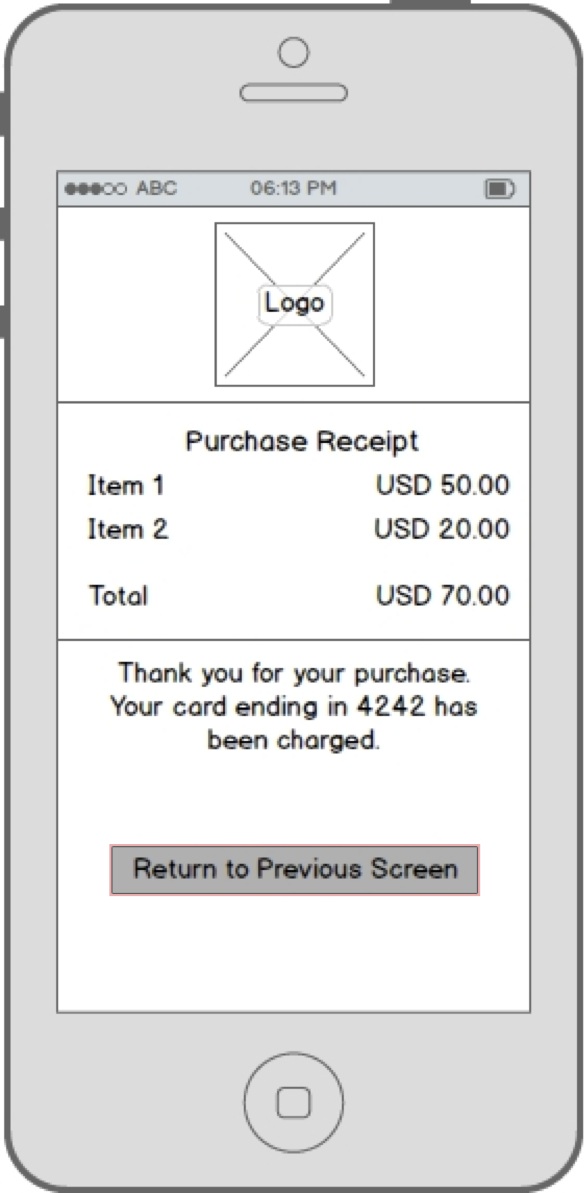 ABC 06:13 PM
Logo
Purchase Receipt
Item 1 USD 50.00
Item 2 USD 20.00
Total USD 70.00
Thank you for your purchase.
Your card ending in 4242 has
been charged.
Return to Previous Screen